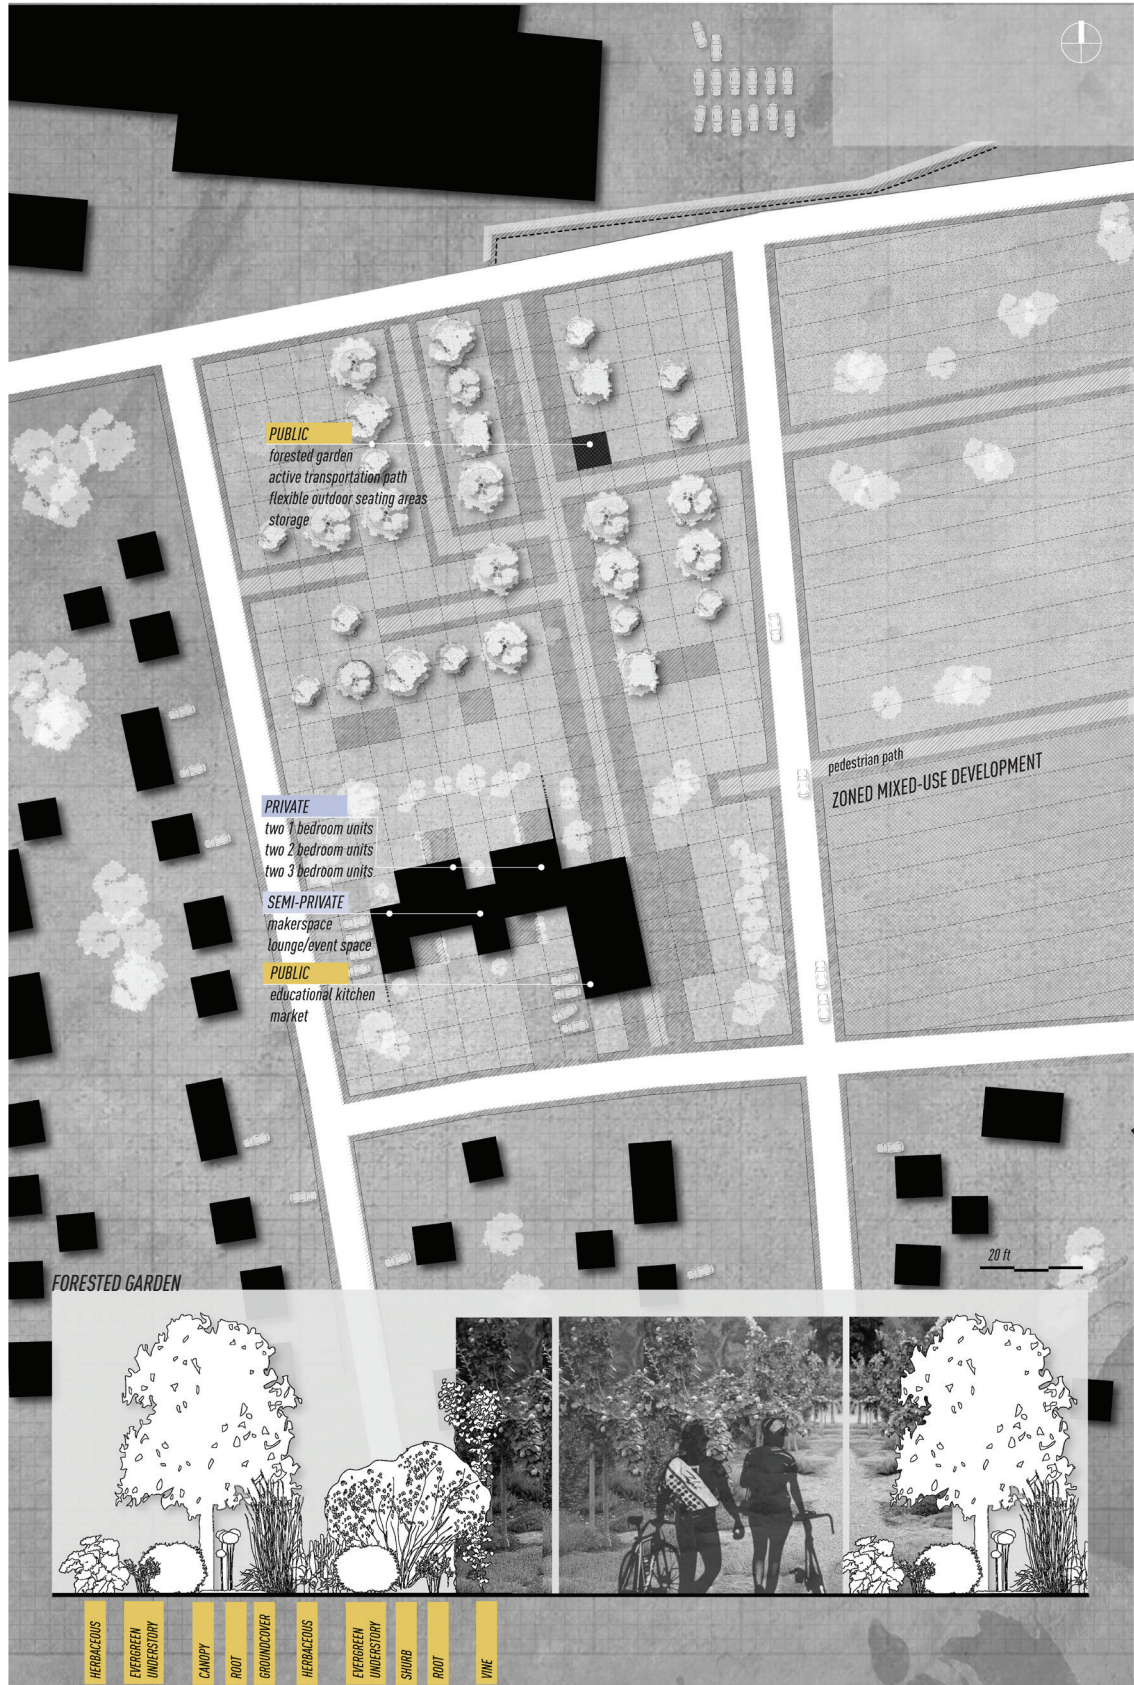 PUBLIC
forested garden
active transportation path
flexible outdoor seating areas
storage
pedestrian path
ZONED MIXED-USE DEVELOPMENT
PRIVATE
two 1 bedroom units
two 2 bedroom units
two 3 bedroom units
SEMI-PRIVATE
makerspace
lounge/event space
PUBLIC
educational kitchen
market
20 ft
FORESTED GARDEN
HERBACEOUS
EVERGREEN
UNDERSTORY
CANOPY
ROOT
GROUNDCOVER
HERBACEOUS
EVERGREEN
UNDERSTORY
SHURB
ROOT
VINE